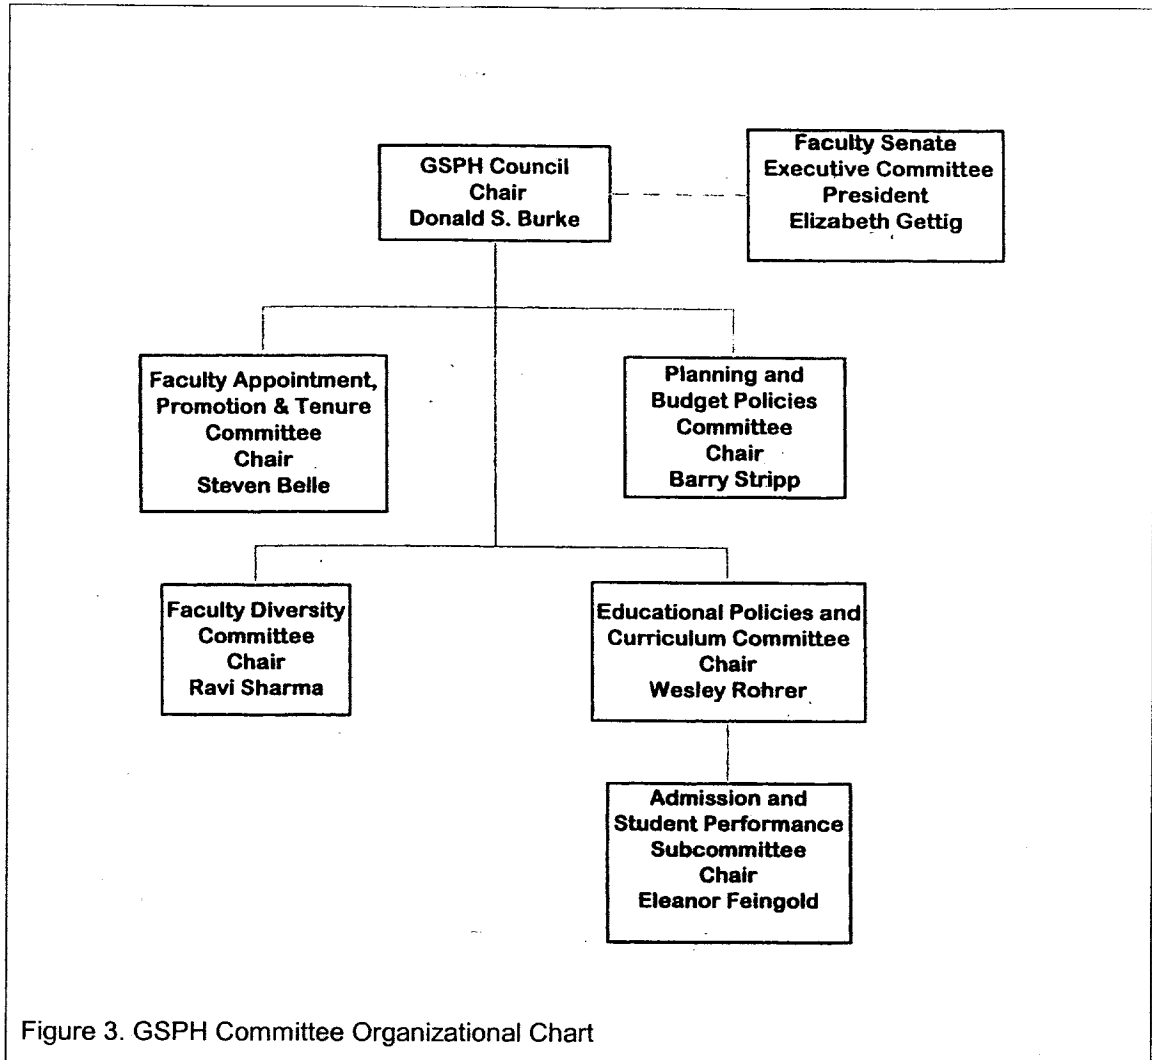 GSPH Council
Chair
Donald S. Burke
Faculty Senate
Executive Committee
President
Elizabeth Gettig
Faculty Appointment,
Promotion & Tenure
Committee
Chair
Steven Belle
Planning and
Budget Policies
Committee
Chair
Barry Stripp
Faculty Diversity
Committee
Chair
Ravi Sharma
Educational Policies and
Curriculum Committee
Chair
Wesley Rohrer
Admission and
Student Performance
Subcommittee
Chair
Eleanor Feingold
Figure 3. GSPH Committee Organizational Chart